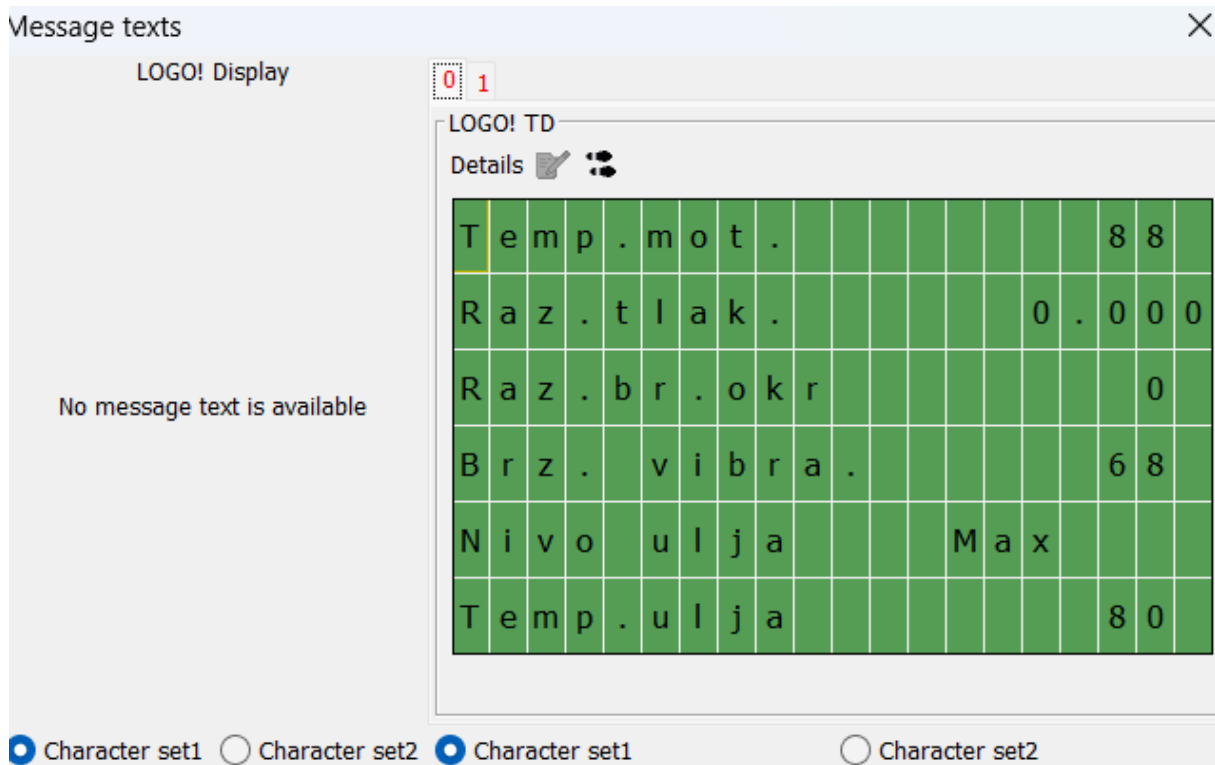 Message texts
LOGO! Display
0 1
LOGO! TD
Details
Temp.mot. 88
Raz.tlak. 0.000
Raz.br.okr 0
Brz. vibra. 68
No message text is available
Nivo ulja Max
Temp.ulja 80
Character set1 Character set2 Character set1 Character set2